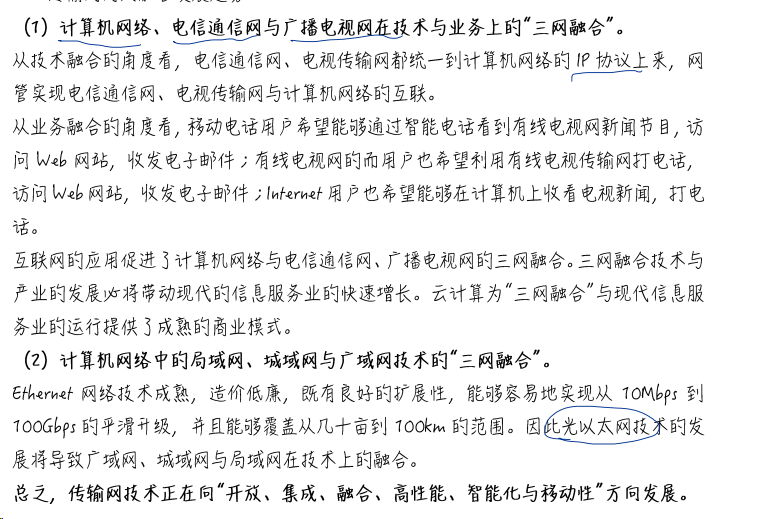 （1）计算机网络、电信通信网与广播电视网在技术与业务上的“三网融合”。
从技术融合的角度看，电信通信网、电视传输网都统一到计算机网络的 IP 协议上来，网
管实现电信通信网、电视传输网与计算机网络的互联。
从业务融合的角度看，移动电话用户希望能够通过智能电话看到有线电视网新闻节目，访
问 Web 网站，收发电子邮件；有线电视网的而用户也希望利用有线电视传输网打电话，
访问 Web 网站，收发电子邮件；Internet 用户也希望能够在计算机上收看电视新闻，打电
话。
互联网的应用促进了计算机网络与电信通信网、广播电视网的三网融合。三网融合技术与
产业的发展必将带动现代的信息服务业的快速增长。云计算为“三网融合”与现代信息服
务业的运行提供了成熟的商业模式。
（2）计算机网络中的局域网、城域网与广域网技术的“三网融合”。
Ethernet 网络技术成熟，造价低廉，既有良好的扩展性，能够容易地实现从 10Mbps 到
100Gbps 的平滑升级，并且能够覆盖从几十亩到 100km 的范围。因此光以太网技术的发
展将导致广域网、城域网与局域网在技术上的融合。
总之，传输网技术正在向“开放、集成、融合、高性能、智能化与移动性”方向发展。